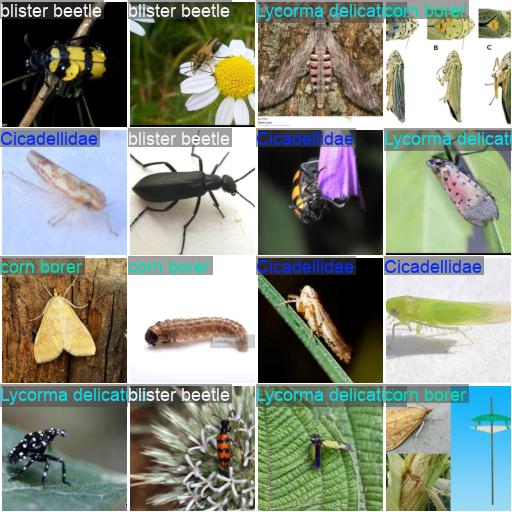 blister beetle
blister beetle
Lycorma delicat
corn borer
B
C
Cicadellidae
blister beetle
Cicadellidae
Lycorma delicat
corn borer
corn borer
Cicadellidae
Cicadellidae
Lycorma delicat
blister beetle
Lycorma delicat
corn borer